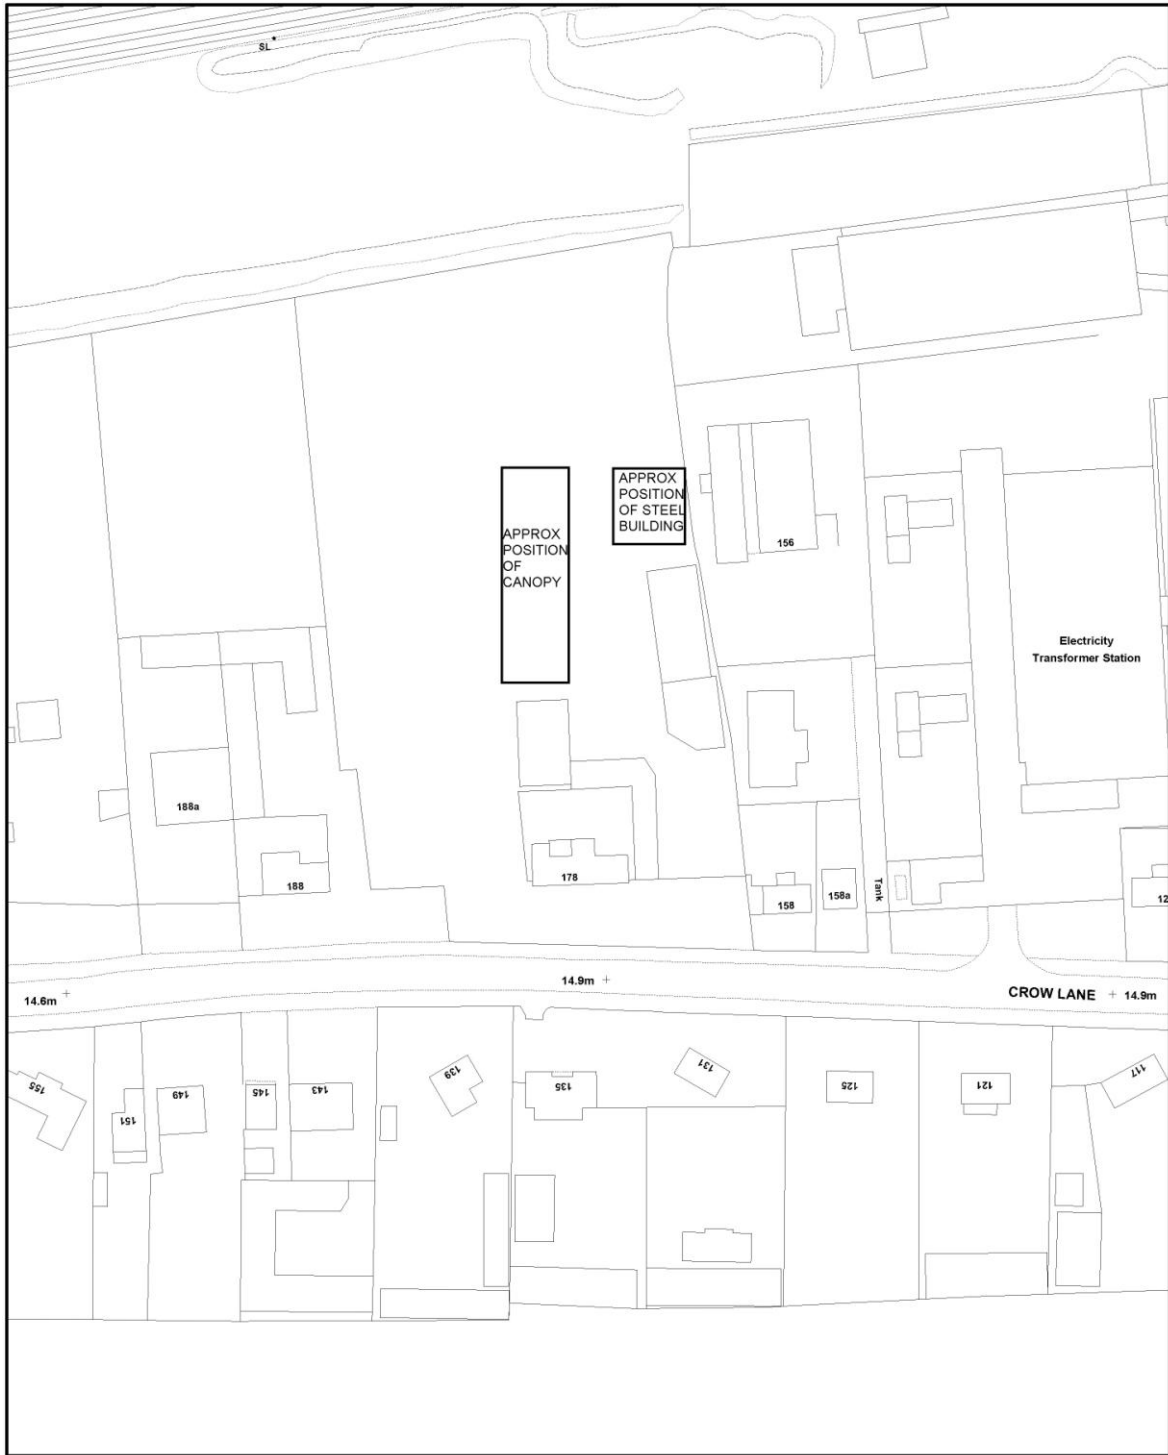 SL
APPROX
POSITION
OF STEEL
BUILDING
APPROX
POSITION
OF
CANOPY
156
Electricity
Transformer Station
188a
188
178
158
158a
Tank
12
14.6m
14.9m
CROW LANE
14.9m
155
151
149
145
143
139
135
131
125
121
117